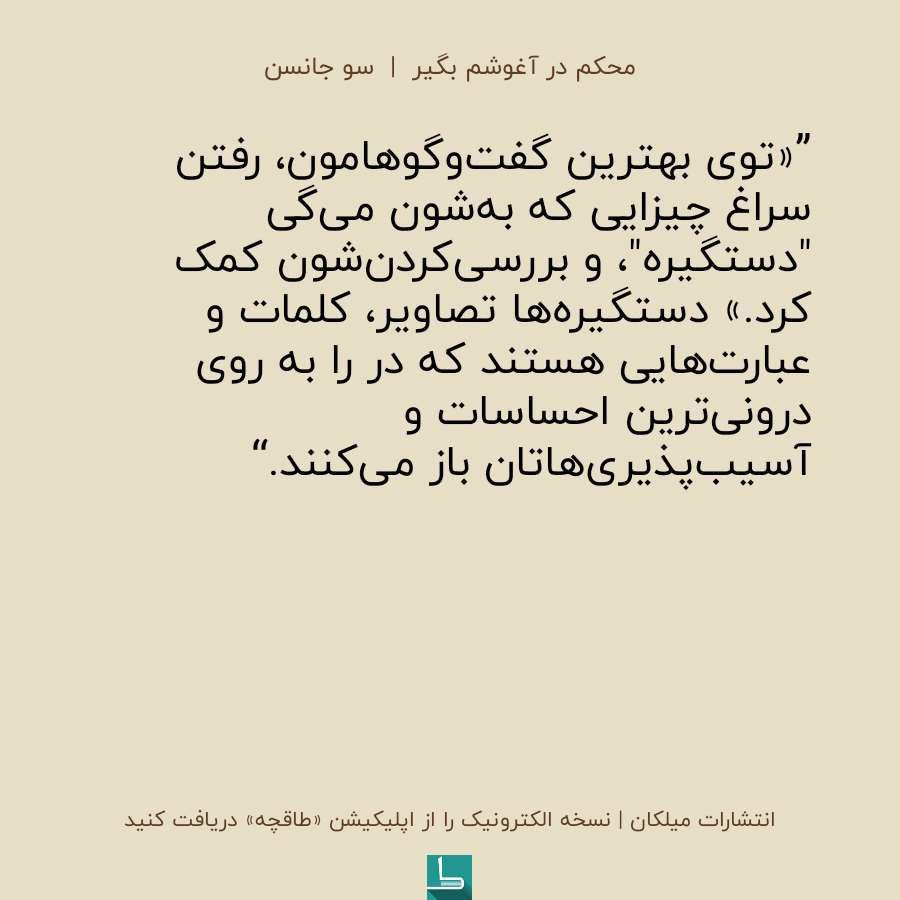 محکم در آغوشم بگیر | سو جانسن
”«توی بهترین گفت‌وگوهامون، رفتن
سراغ چیزایی که به‌شون می‌گی
"دستگیره"، و بررسی‌کردن‌شون کمک
کرد.» دستگیره‌ها تصاویر، کلمات و
عبارت‌هایی هستند که در را به روی
درونی‌ترین احساسات و
آسیب‌پذیری‌هاتان باز می‌کنند.“
انتشارات میلکان | نسخه الکترونیک را از اپلیکیشن «طاقچه» دریافت کنید